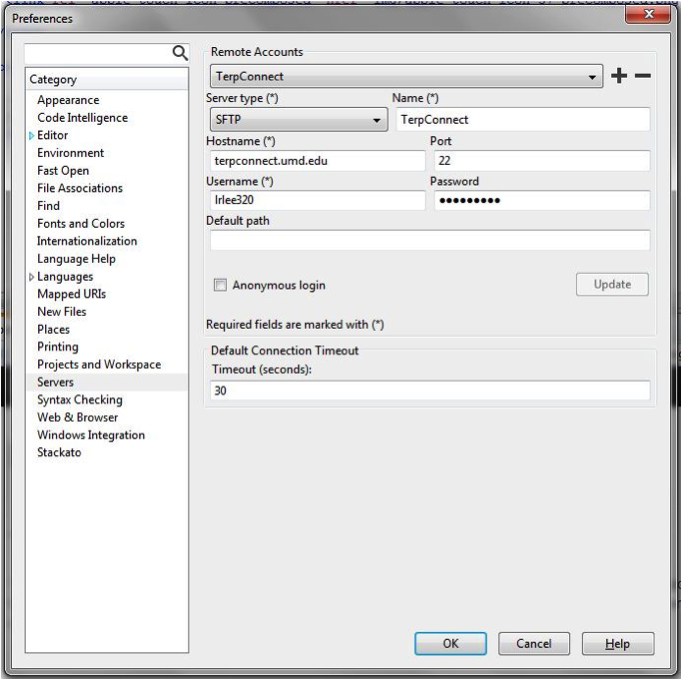 Preferences
Category
Appearance
Code Intelligence
Editor
Environment
Fast Open
File Associations
Find
Fonts and Colors
Internationalization
Language Help
Languages
Mapped URIs
New Files
Places
Printing
Projects and Workspace
Servers
Syntax Checking
Web & Browser
Windows Integration
Stackato
Remote Accounts
TerpConnect
Server type (*) Name (*)
SFTP TerpConnect
Hostname (*) Port
terpconnect.umd.edu 22
Username (*) Password
lrlee320 •••••••••
Default path
Anonymous login Update
Required fields are marked with (*)
Default Connection Timeout
Timeout (seconds):
30
OK Cancel Help